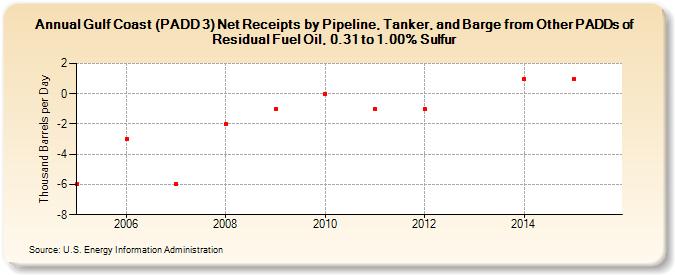 Annual Gulf Coast (PADD 3) Net Receipts by Pipeline, Tanker, and Barge from Other PADDs of
Residual Fuel Oil, 0.31 to 1.00% Sulfur
Thousand Barrels per Day
2
0
-2
-4
-6
-8
2006
2008
2010
2012
2014
Source: U.S. Energy Information Administration